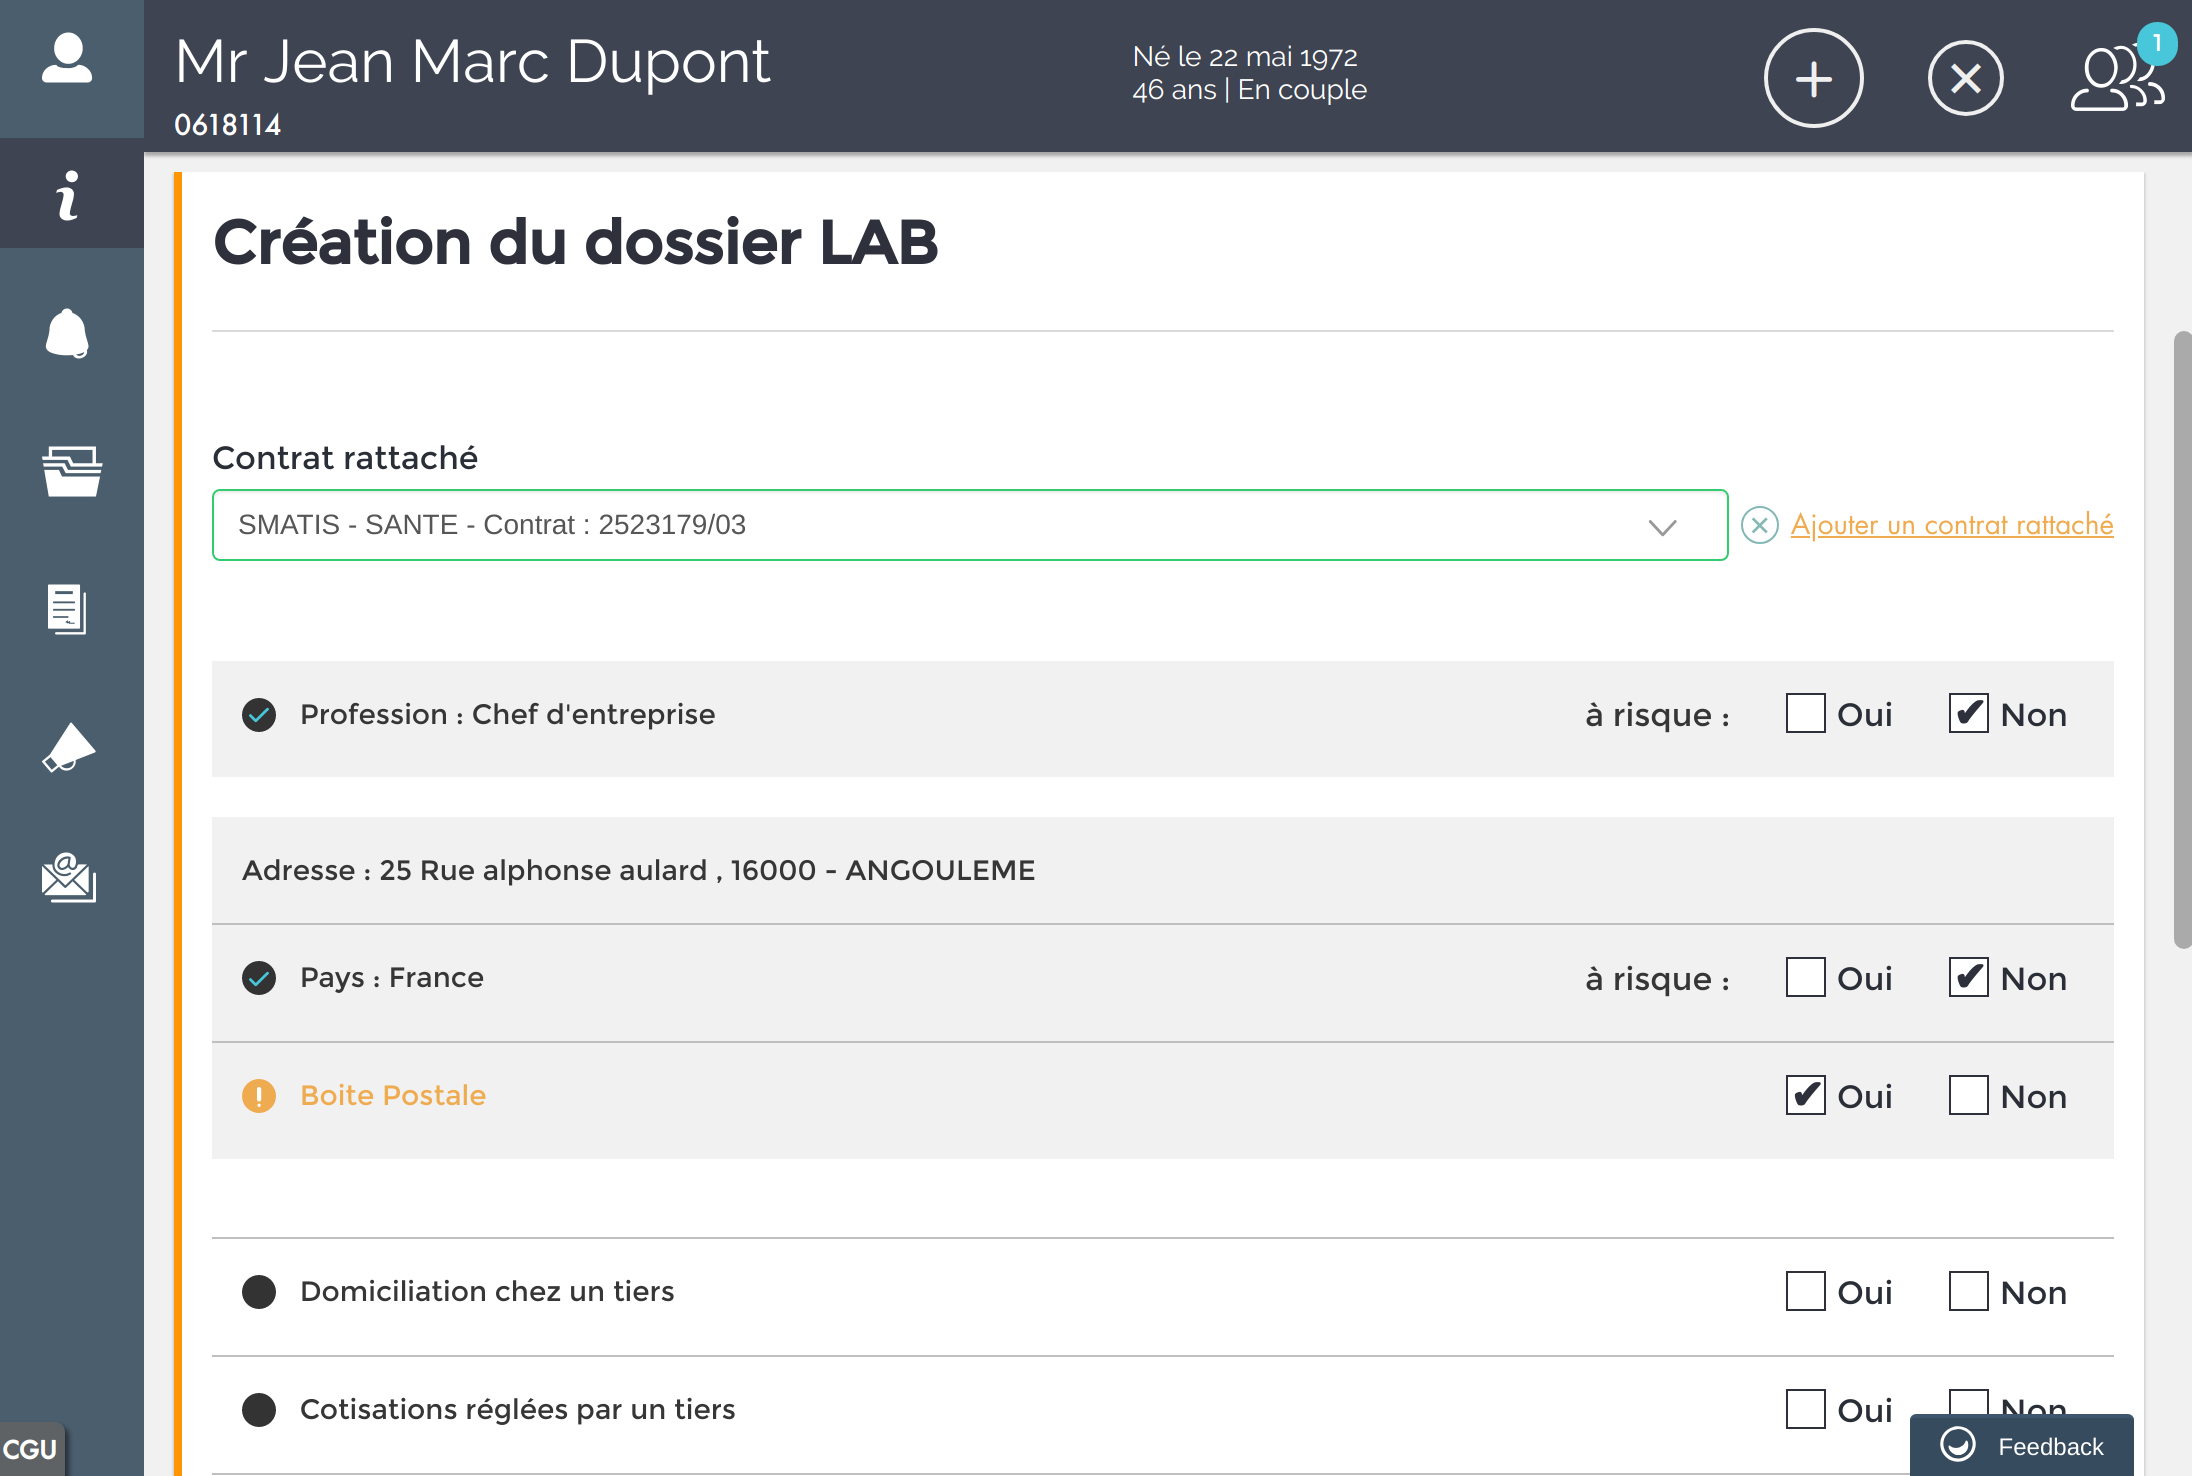 Mr Jean Marc Dupont
0618114
Né le 22 mai 1972
46 ans | En couple
1
Création du dossier LAB
Contrat rattaché
SMATIS - SANTE - Contrat : 2523179/03
Ajouter un contrat rattaché
Profession : Chef d'entreprise à risque : Oui Non
Adresse : 25 Rue alphonse aulard , 16000 - ANGOULEME
Pays : France à risque : Oui Non
Boite Postale Oui Non
Domiciliation chez un tiers Oui Non
Cotisations réglées par un tiers Oui Non
CGU
Feedback